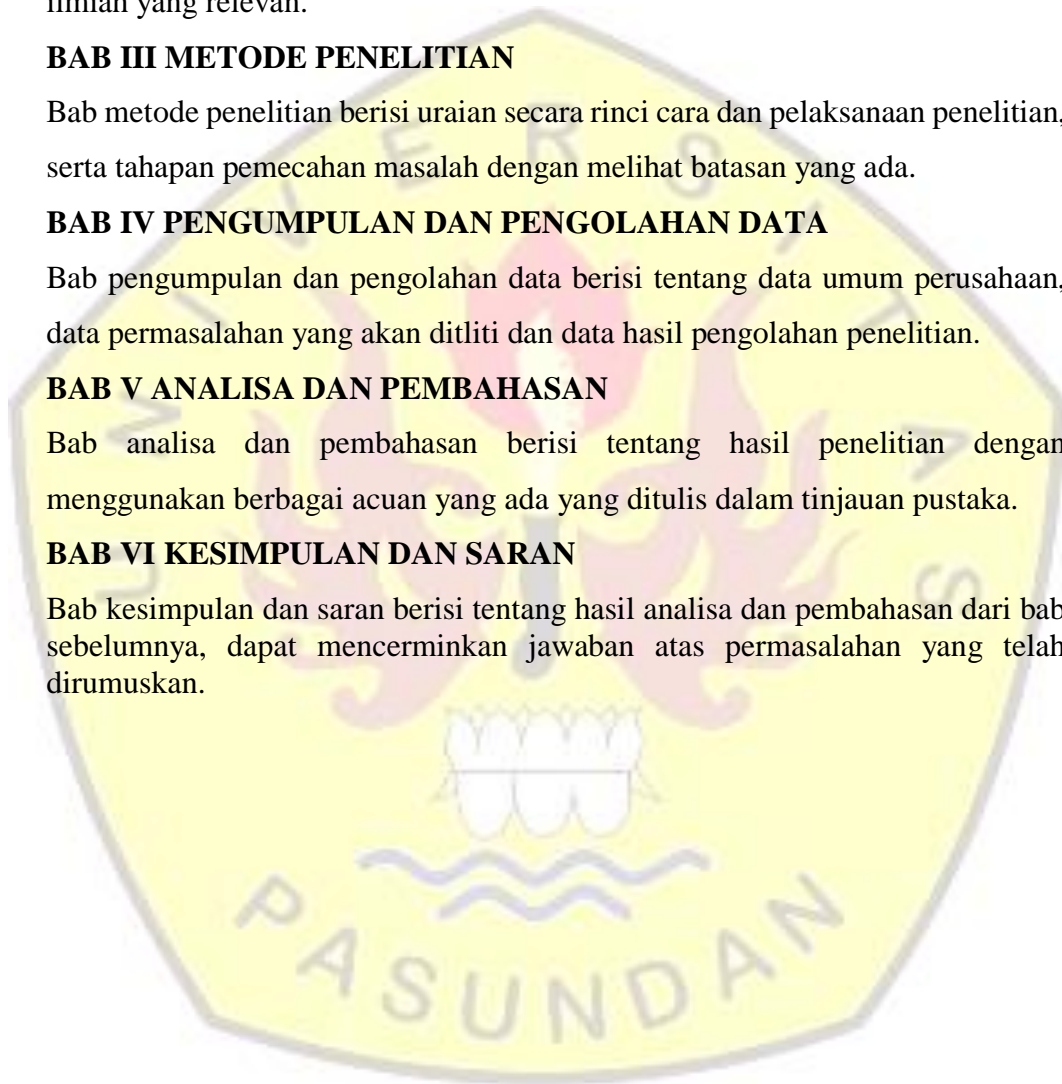 ilmiah yang relevan.
BAB III METODE PENELITIAN
Bab metode penelitian berisi uraian secara rinci cara dan pelaksanaan penelitian,
serta tahapan pemecahan masalah dengan melihat batasan yang ada.
BAB IV PENGUMPULAN DAN PENGOLAHAN DATA
Bab pengumpulan dan pengolahan data berisi tentang data umum perusahaan,
data permasalahan yang akan ditliti dan data hasil pengolahan penelitian.
BAB V ANALISA DAN PEMBAHASAN
Bab analisa dan pembahasan berisi tentang hasil penelitian dengan
menggunakan berbagai acuan yang ada yang ditulis dalam tinjauan pustaka.
BAB VI KESIMPULAN DAN SARAN
Bab kesimpulan dan saran berisi tentang hasil analisa dan pembahasan dari bab
sebelumnya, dapat mencerminkan jawaban atas permasalahan yang telah
dirumuskan.
UNIVERSITAS
PASUNDAN